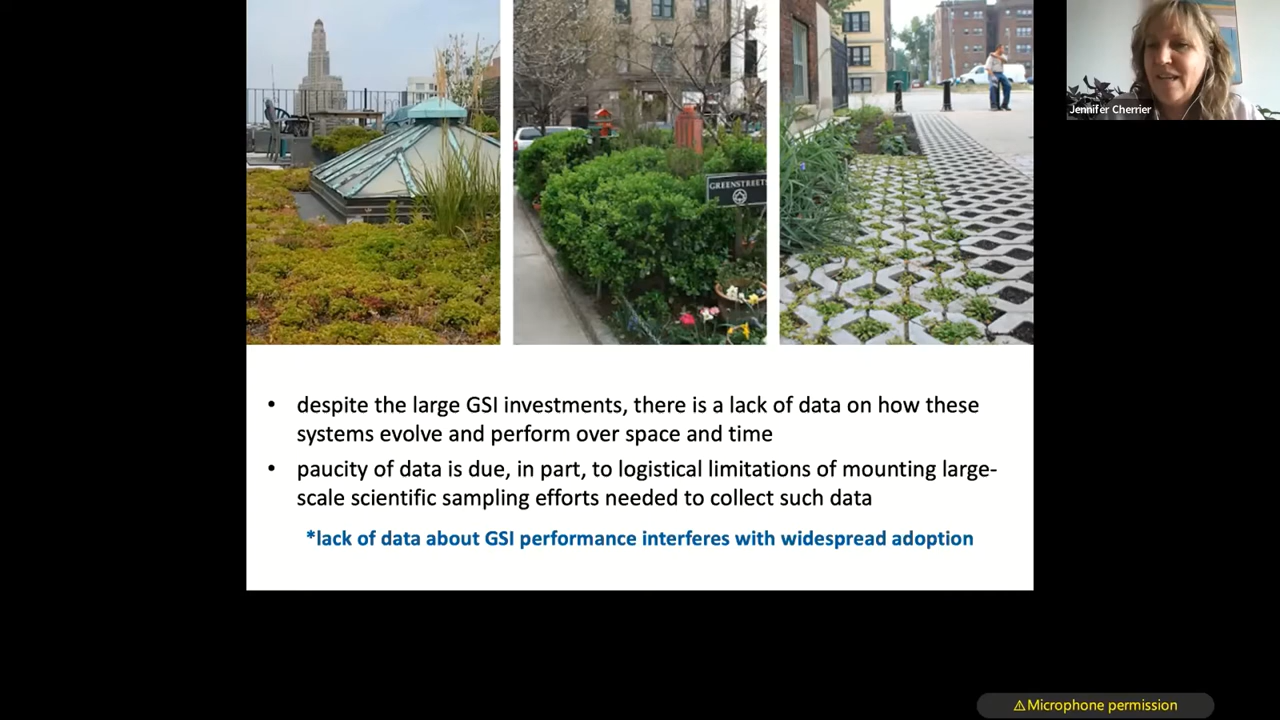 Jennifer Cherrier
GREENSTREETS
• despite the large GSI investments, there is a lack of data on how these
systems evolve and perform over space and time
• paucity of data is due, in part, to logistical limitations of mounting large-
scale scientific sampling efforts needed to collect such data
*lack of data about GSI performance interferes with widespread adoption
⚠Microphone permission